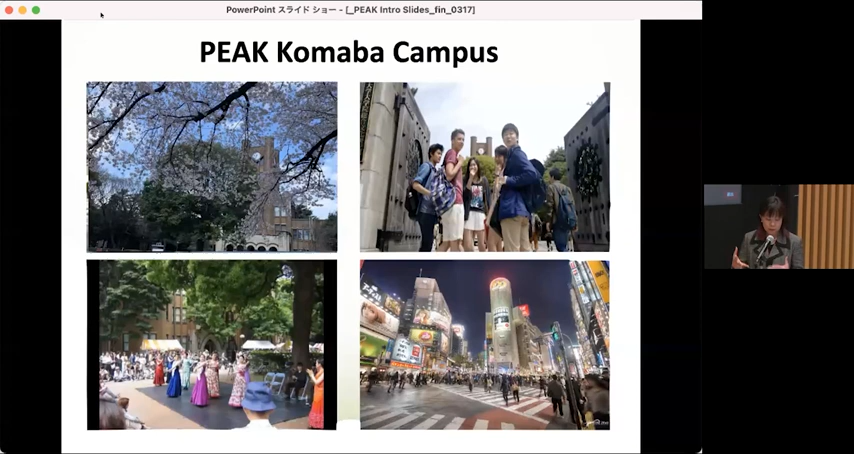 PowerPoint スライド ショー - [_PEAK Intro Slides_fin_0317]
PEAK Komaba Campus